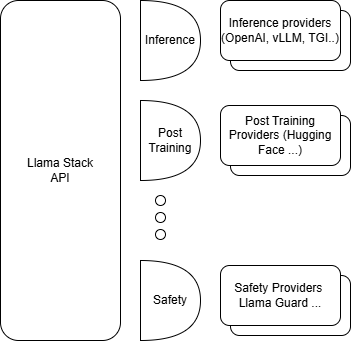 Llama Stack
API
Inference
Inference providers
(OpenAI, vLLM, TGI..)
Post
Training
Post Training
Providers (Hugging
Face ...)
Safety
Safety Providers
Llama Guard ...